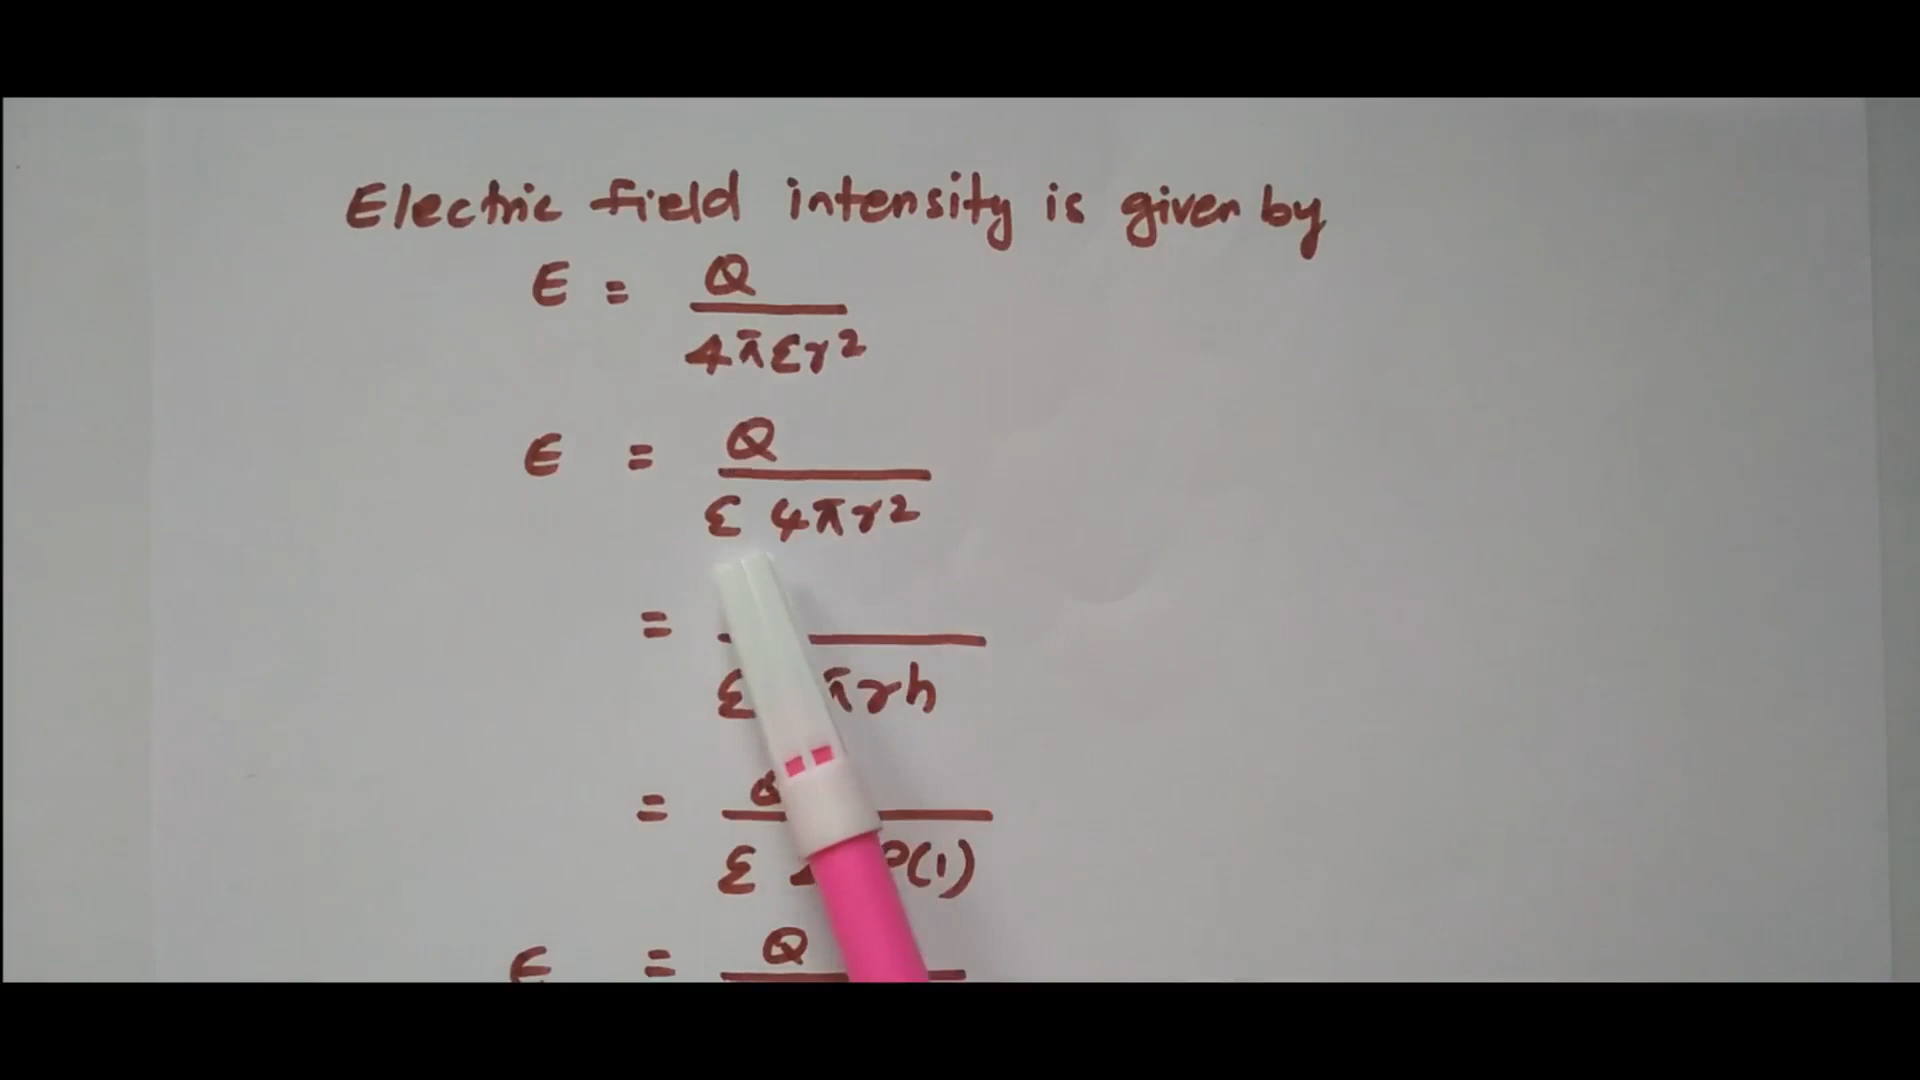 Electric field intensity is given by
E = Q / 4πεr²
E = Q / ε 4πr²
= / ε πrh
= Q / ε (1)
E = Q